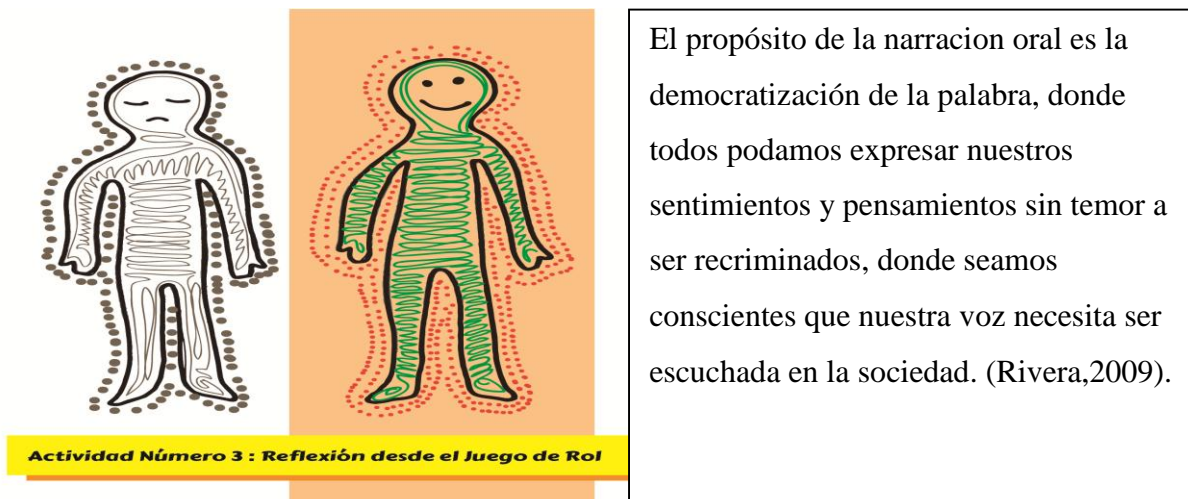 El propósito de la narracion oral es la
democratización de la palabra, donde
todos podamos expresar nuestros
sentimientos y pensamientos sin temor a
ser recriminados, donde seamos
conscientes que nuestra voz necesita ser
escuchada en la sociedad. (Rivera,2009).
Actividad Número 3 : Reflexión desde el Juego de Rol